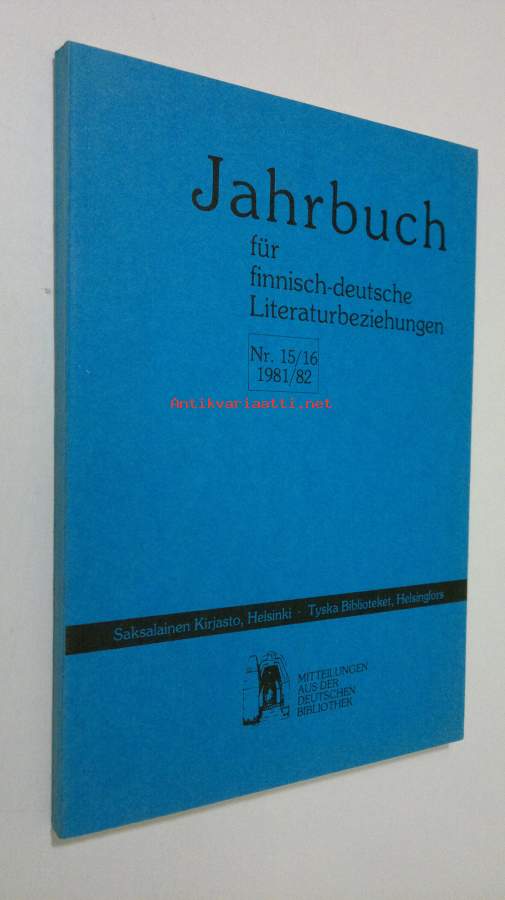 Jahrbuch
für
finnisch-deutsche
Literaturbeziehungen
Nr. 15/16
1981/82
Antikvariaatti.net
Saksalainen Kirjasto, Helsinki · Tyska Biblioteket, Helsingfors
MITTEILUNGEN
AUS DER
DEUTSCHEN
BIBLIOTHEK